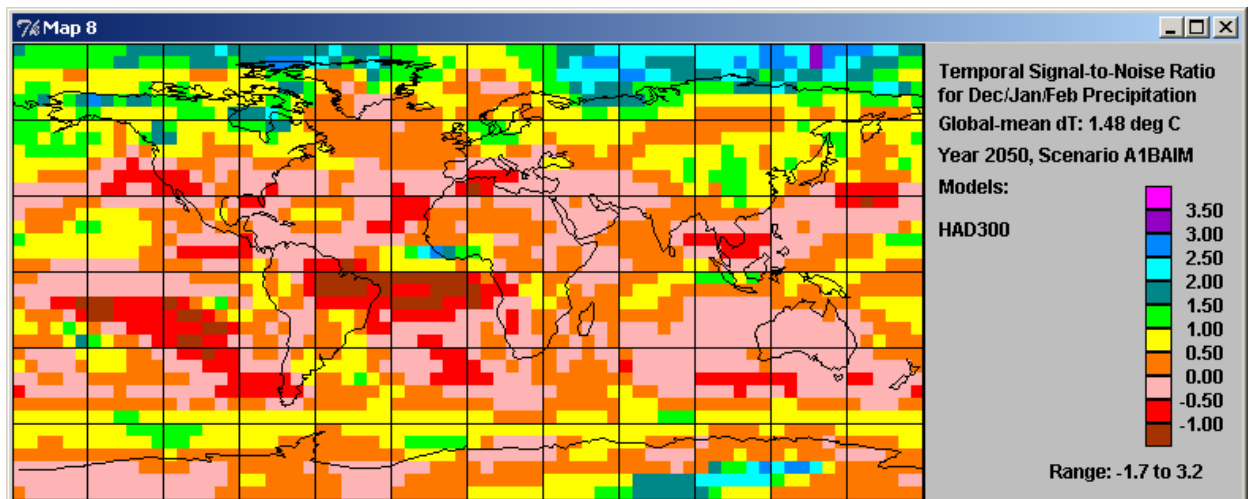 Map 8
Temporal Signal-to-Noise Ratio
for Dec/Jan/Feb Precipitation
Global-mean dT: 1.48 deg C
Year 2050, Scenario A1BAIM
Models:
HAD300
3.50
3.00
2.50
2.00
1.50
1.00
0.50
0.00
-0.50
-1.00
Range: -1.7 to 3.2